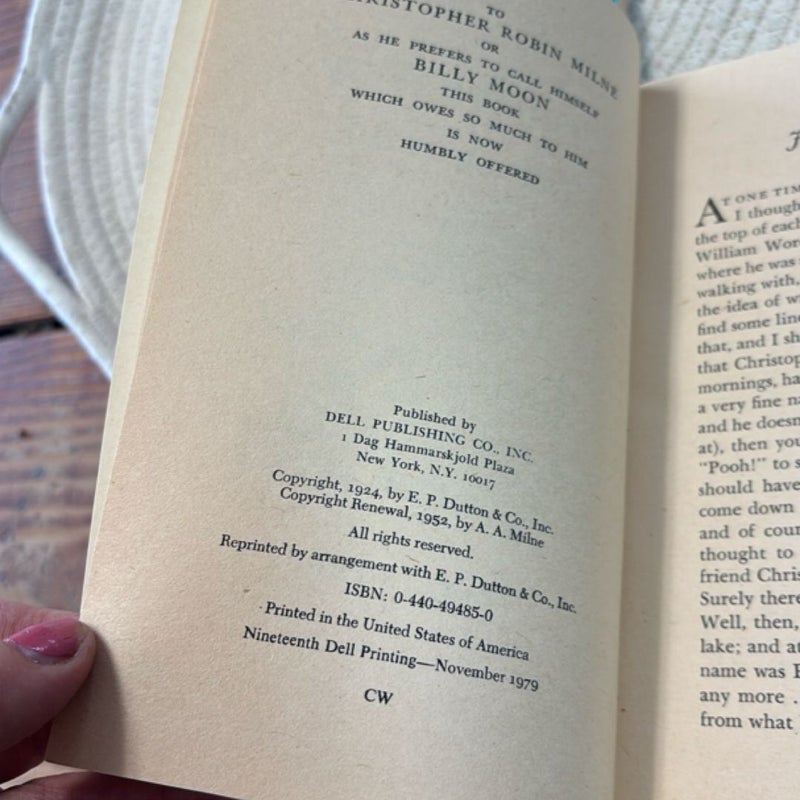 TO
CHRISTOPHER ROBIN MILNE
OR
AS HE PREFERS TO CALL HIMSELF
BILLY MOON
THIS BOOK
WHICH OWES SO MUCH TO HIM
IS NOW
HUMBLY OFFERED
Published by
DELL PUBLISHING CO., INC.
1 Dag Hammarskjold Plaza
New York, N.Y. 10017
Copyright, 1924, by E. P. Dutton & Co., Inc.
Copyright Renewal, 1952, by A. A. Milne
All rights reserved.
Reprinted by arrangement with E. P. Dutton & Co., Inc.
ISBN: 0-440-49485-0
Printed in the United States of America
Nineteenth Dell Printing—November 1979
CW
AT ONE TIM
I though
the top of each
William Wor
where he was
walking with,
the idea of w
find some line
that, and I sh
that Christop
mornings, ha
a very fine na
and he doesn
at), then you
"Pooh!" to s
should have
come down
and of cour
thought to
friend Chris
Surely there
Well, then,
lake; and at
name was
any more .
from what